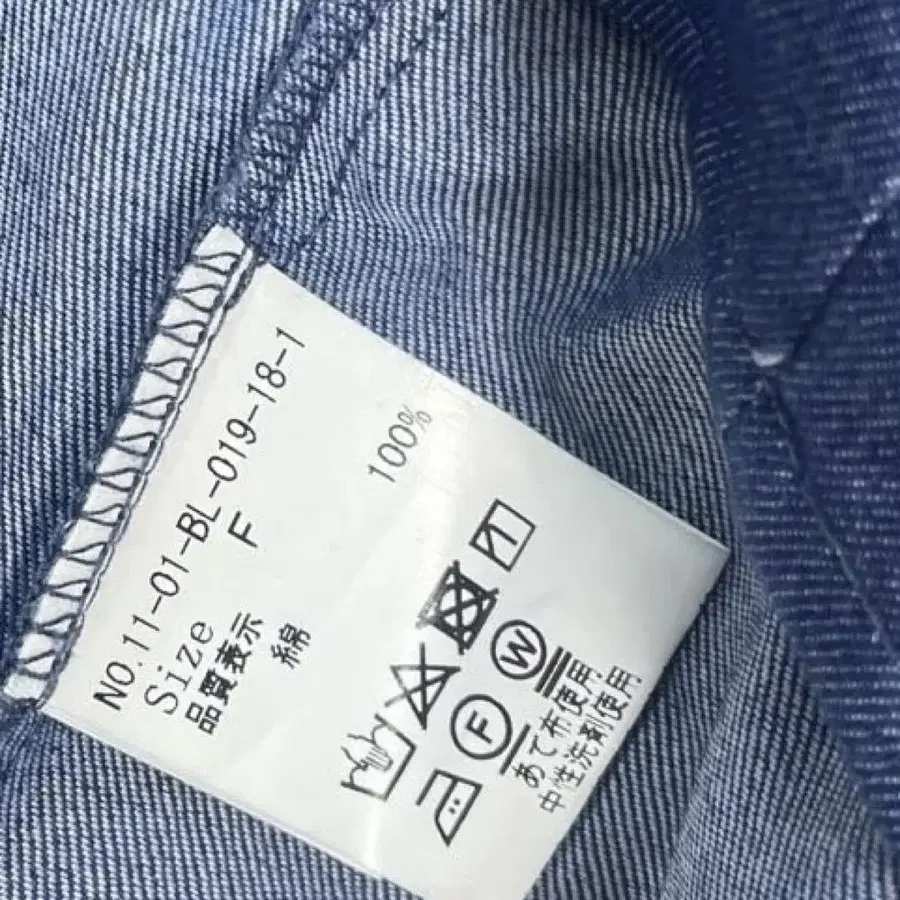 NO.11-01-BL-019-18-1
Size F
品質表示
綿 100%
F W
あて布使用
中性洗剤使用